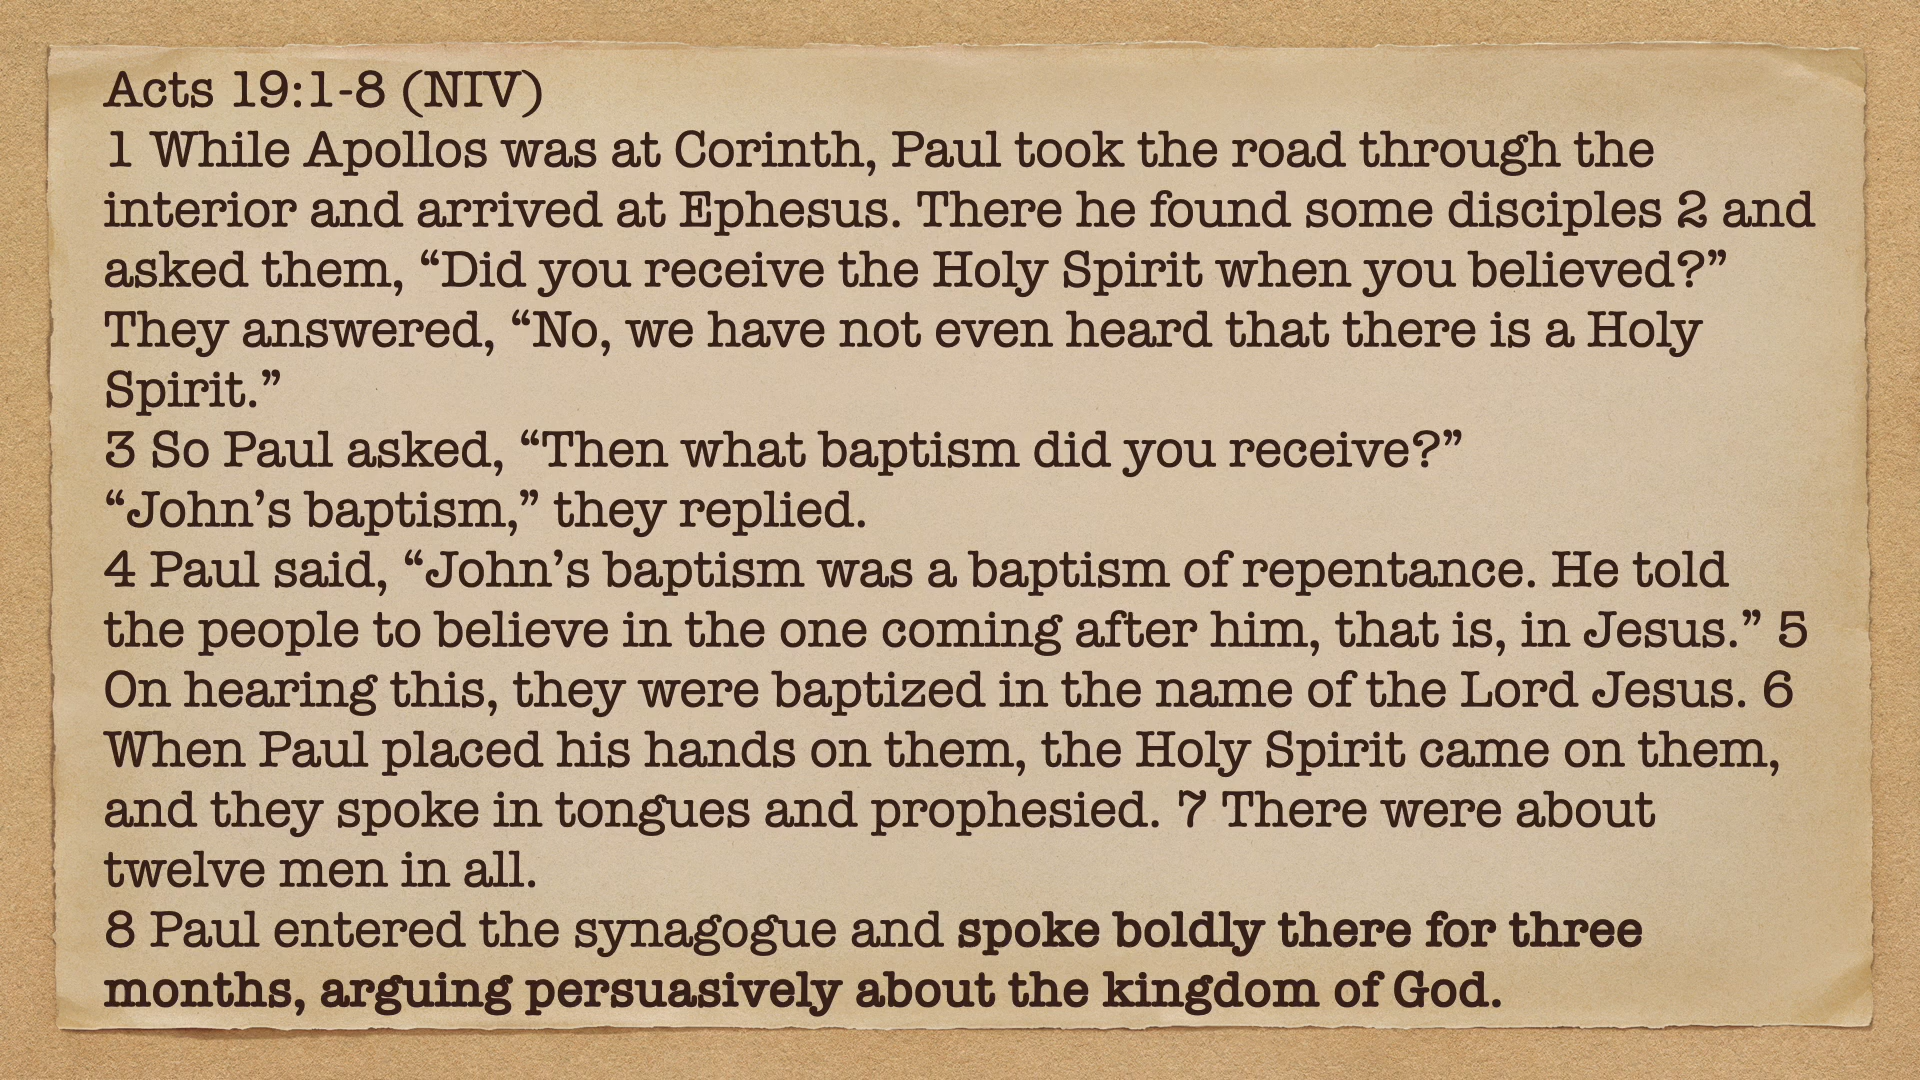 Acts 19:1-8 (NIV)
1 While Apollos was at Corinth, Paul took the road through the
interior and arrived at Ephesus. There he found some disciples 2 and
asked them, “Did you receive the Holy Spirit when you believed?”
They answered, “No, we have not even heard that there is a Holy
Spirit.”
3 So Paul asked, “Then what baptism did you receive?”
“John’s baptism,” they replied.
4 Paul said, “John’s baptism was a baptism of repentance. He told
the people to believe in the one coming after him, that is, in Jesus.” 5
On hearing this, they were baptized in the name of the Lord Jesus. 6
When Paul placed his hands on them, the Holy Spirit came on them,
and they spoke in tongues and prophesied. 7 There were about
twelve men in all.
8 Paul entered the synagogue and spoke boldly there for three
months, arguing persuasively about the kingdom of God.